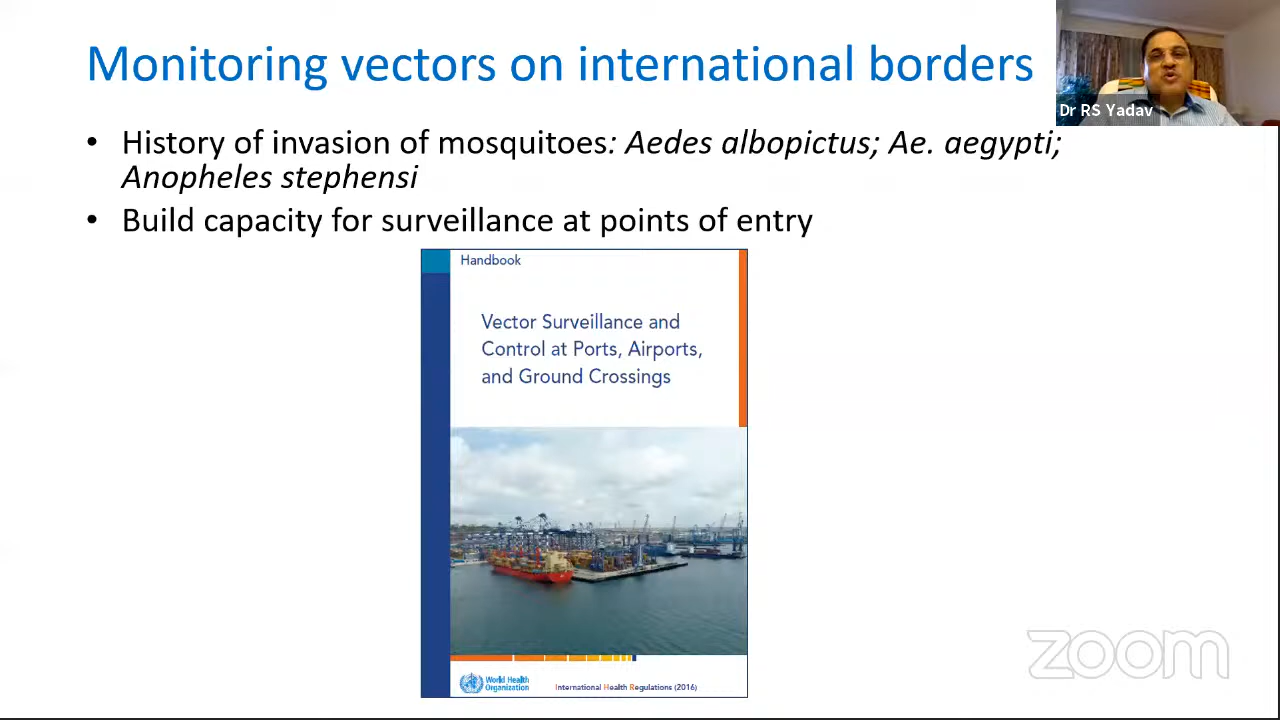 Monitoring vectors on international borders
Dr RS Yadav
• History of invasion of mosquitoes: Aedes albopictus; Ae. aegypti;
Anopheles stephensi
• Build capacity for surveillance at points of entry
Handbook
Vector Surveillance and
Control at Ports, Airports,
and Ground Crossings
World Health
Organization
International Health Regulations (2016)
zoom